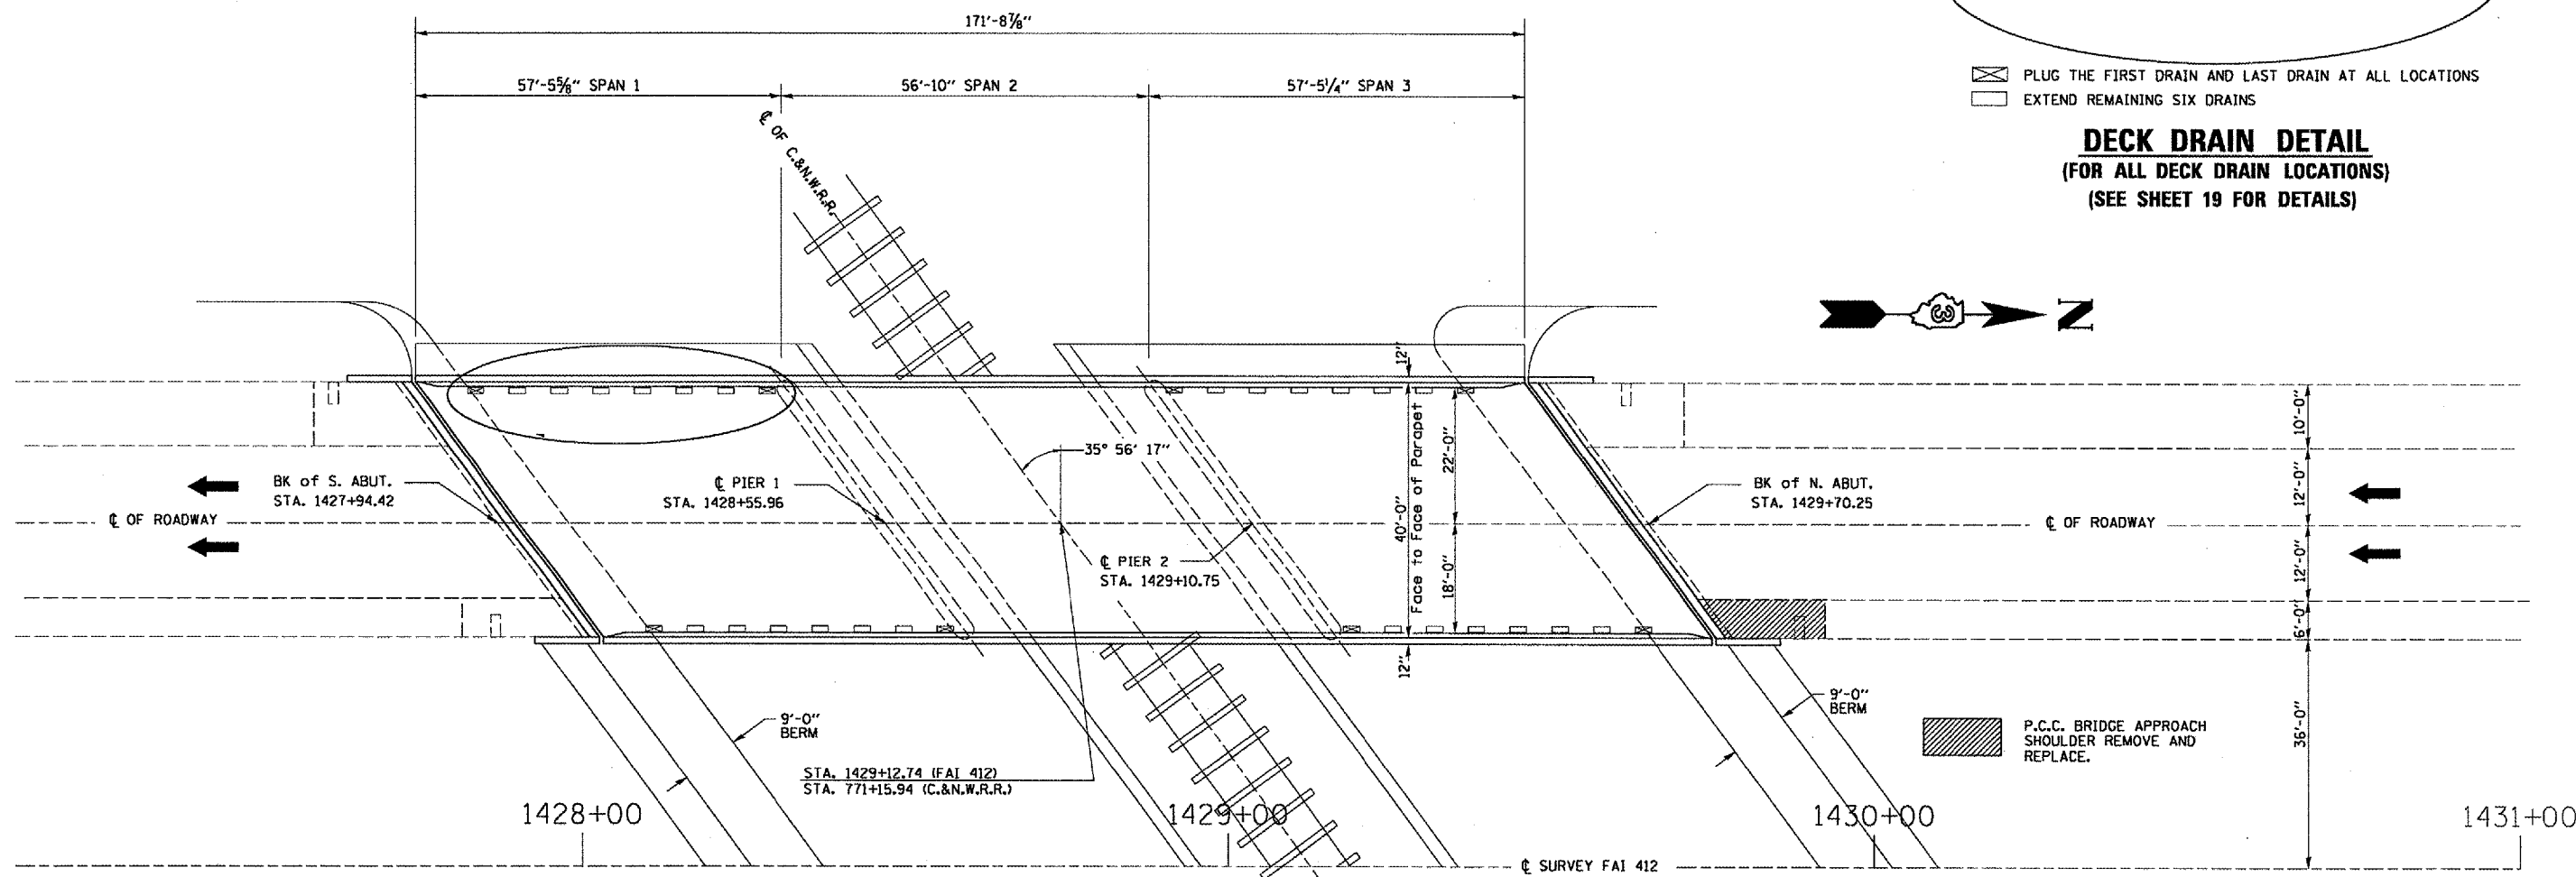 171'-8⅞"
57'-5⅝" SPAN 1
56'-10" SPAN 2
57'-5¼" SPAN 3
PLUG THE FIRST DRAIN AND LAST DRAIN AT ALL LOCATIONS
EXTEND REMAINING SIX DRAINS
DECK DRAIN DETAIL
(FOR ALL DECK DRAIN LOCATIONS)
(SEE SHEET 19 FOR DETAILS)
℄ OF C.&N.W.R.R.
3
N
12"
40'-0"
Face to Face of Parapet
22'-0"
18'-0"
12"
35° 56' 17"
BK of S. ABUT.
STA. 1427+94.42
℄ PIER 1
STA. 1428+55.96
℄ PIER 2
STA. 1429+10.75
BK of N. ABUT.
STA. 1429+70.25
℄ OF ROADWAY
℄ OF ROADWAY
10'-0"
12'-0"
12'-0"
6'-0"
36'-0"
9'-0"
BERM
9'-0"
BERM
P.C.C. BRIDGE APPROACH
SHOULDER REMOVE AND
REPLACE.
STA. 1429+12.74 (FAI 412)
STA. 771+15.94 (C.&N.W.R.R.)
1428+00
1429+00
1430+00
1431+00
℄ SURVEY FAI 412